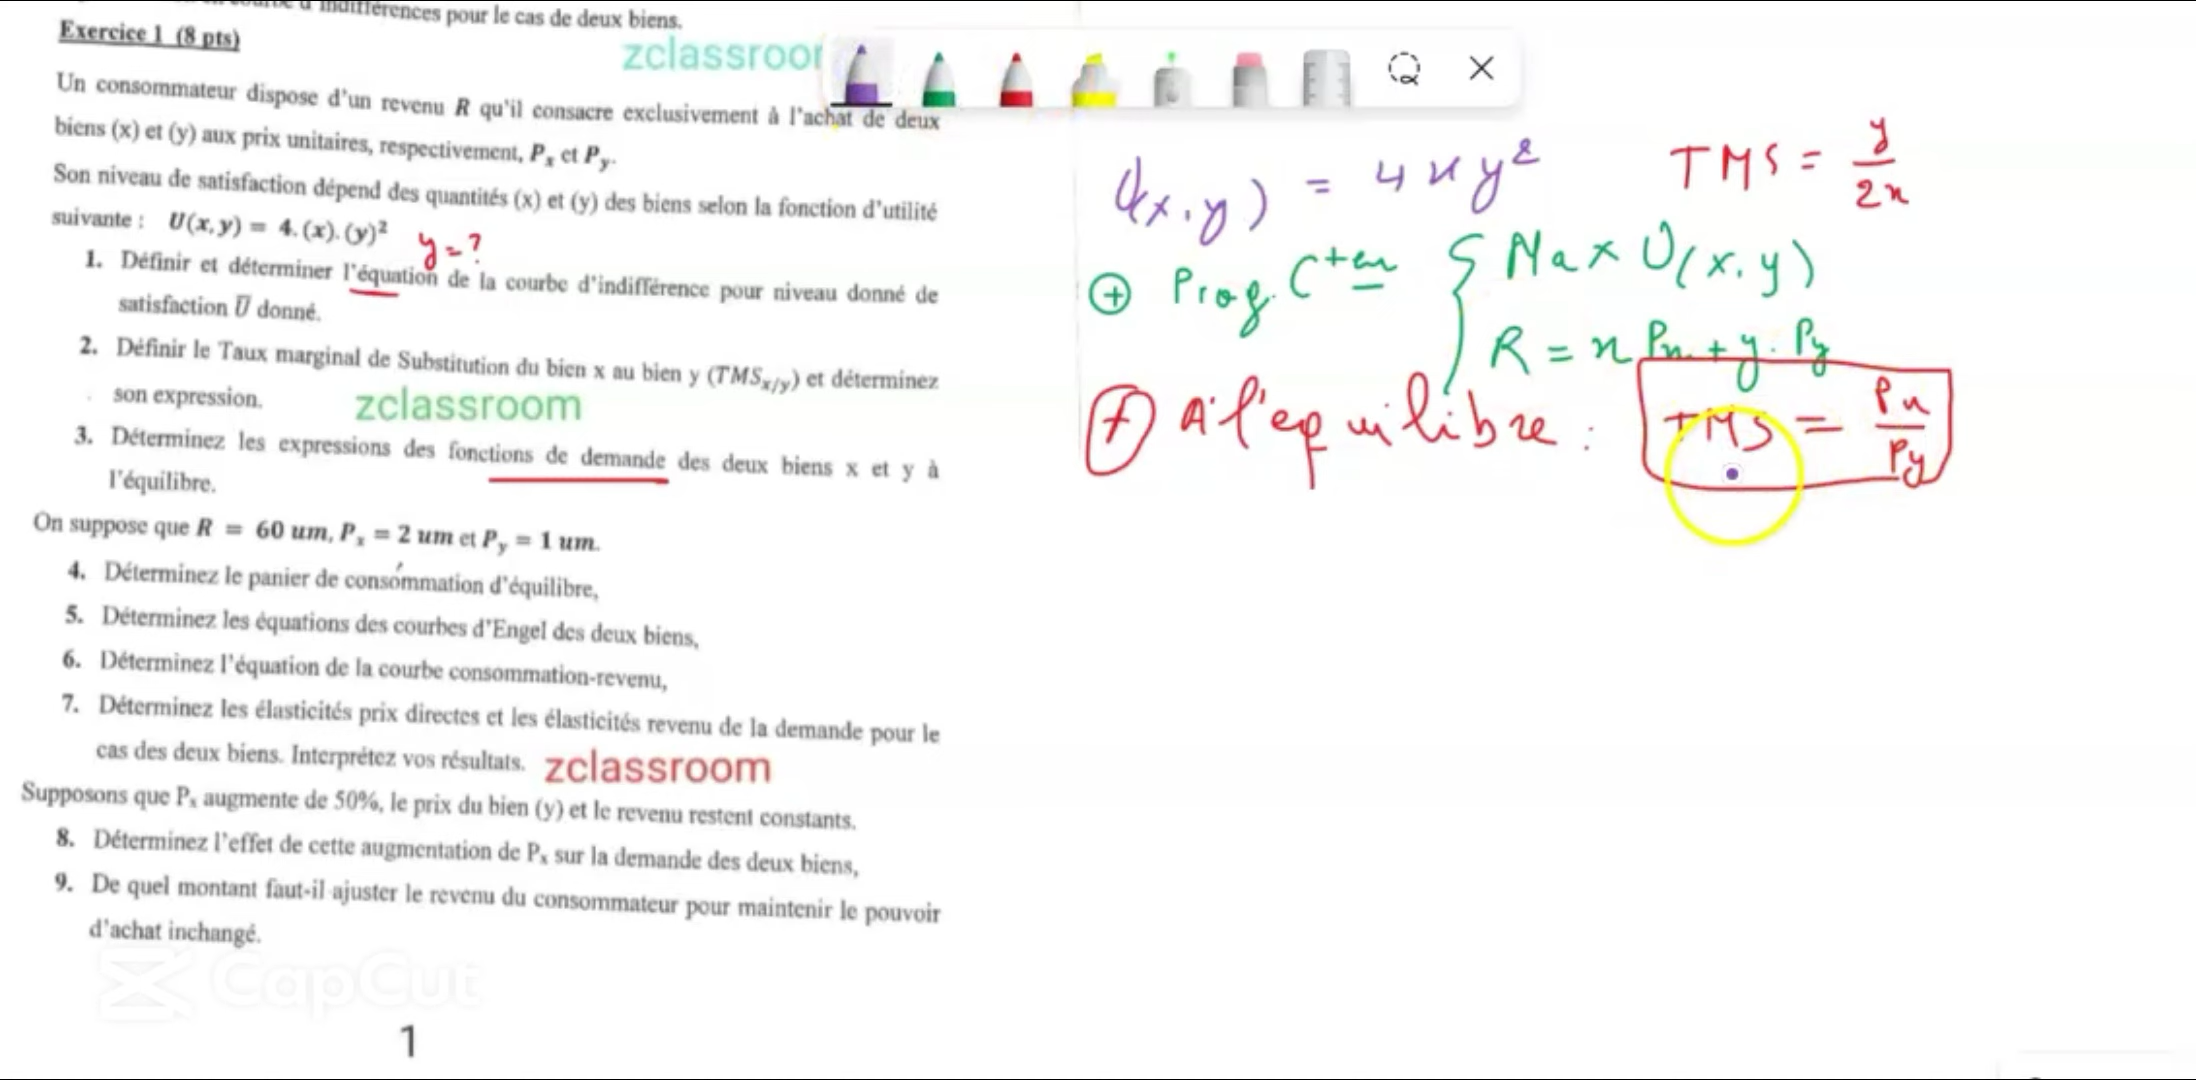 indifférences pour le cas de deux biens.
Exercice 1 (8 pts)
zclassroom
Un consommateur dispose d'un revenu R qu'il consacre exclusivement à l'achat de deux
biens (x) et (y) aux prix unitaires, respectivement, Px et Py.
Son niveau de satisfaction dépend des quantités (x) et (y) des biens selon la fonction d'utilité
suivante : U(x, y) = 4. (x). (y)²
y = ?
1. Définir et déterminer l'équation de la courbe d'indifférence pour niveau donné de
satisfaction Ū donné.
2. Définir le Taux marginal de Substitution du bien x au bien y (TMSx/y) et déterminez
son expression.
zclassroom
3. Déterminez les expressions des fonctions de demande des deux biens x et y à
l'équilibre.
On suppose que R = 60 um, Px = 2 um et Py = 1 um.
4. Déterminez le panier de consommation d'équilibre,
5. Déterminez les équations des courbes d'Engel des deux biens,
6. Déterminez l'équation de la courbe consommation-revenu,
7. Déterminez les élasticités prix directes et les élasticités revenu de la demande pour le
cas des deux biens. Interprétez vos résultats.
zclassroom
Supposons que Px augmente de 50%, le prix du bien (y) et le revenu restent constants.
8. Déterminez l'effet de cette augmentation de Px sur la demande des deux biens,
9. De quel montant faut-il ajuster le revenu du consommateur pour maintenir le pouvoir
d'achat inchangé.
CapCut
1
U(x,y) = 4xy²
TMS = y/2x
+ Prog. Cten { Max U(x,y)
R = x Px + y. Py
+ A l'equilibre : TMS = Px/Py